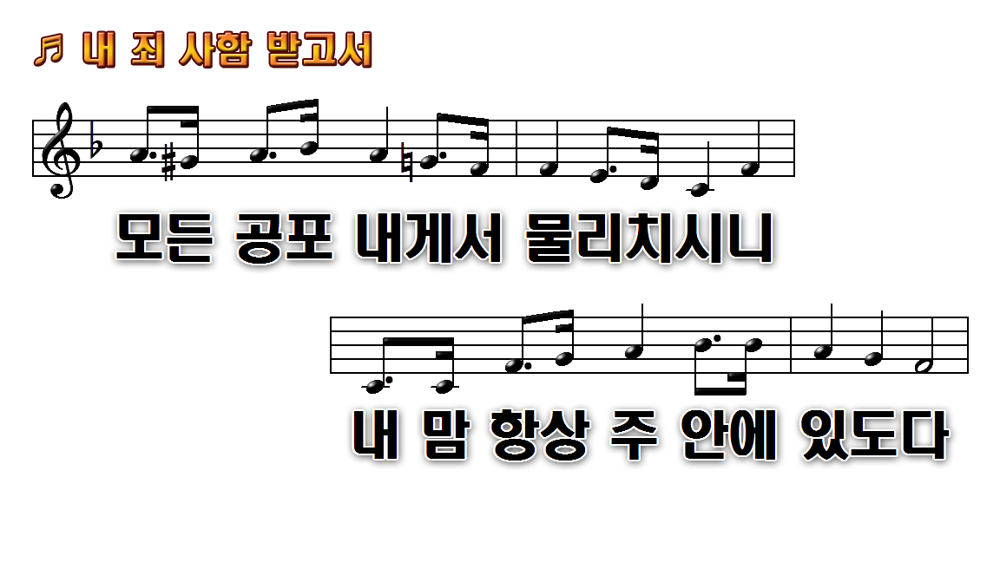 ♬ 내 죄 사함 받고서
모든 공포 내게서 물리치시니
내 맘 항상 주 안에 있도다